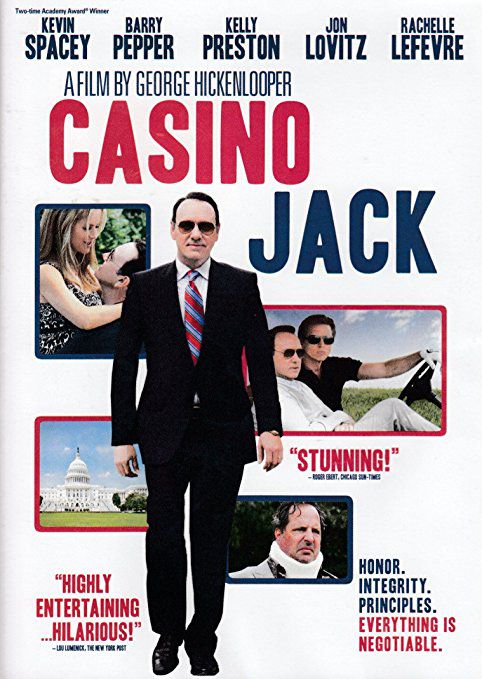 Two-time Academy Award® Winner
KEVIN SPACEY
BARRY PEPPER
KELLY PRESTON
JON LOVITZ
RACHELLE LEFEVRE
A FILM BY GEORGE HICKENLOOPER
CASINO
JACK
"STUNNING!"
– ROGER EBERT, CHICAGO SUN-TIMES
"HIGHLY
ENTERTAINING
...HILARIOUS!"
– LOU LUMENICK, THE NEW YORK POST
HONOR.
INTEGRITY.
PRINCIPLES.
EVERYTHING IS
NEGOTIABLE.